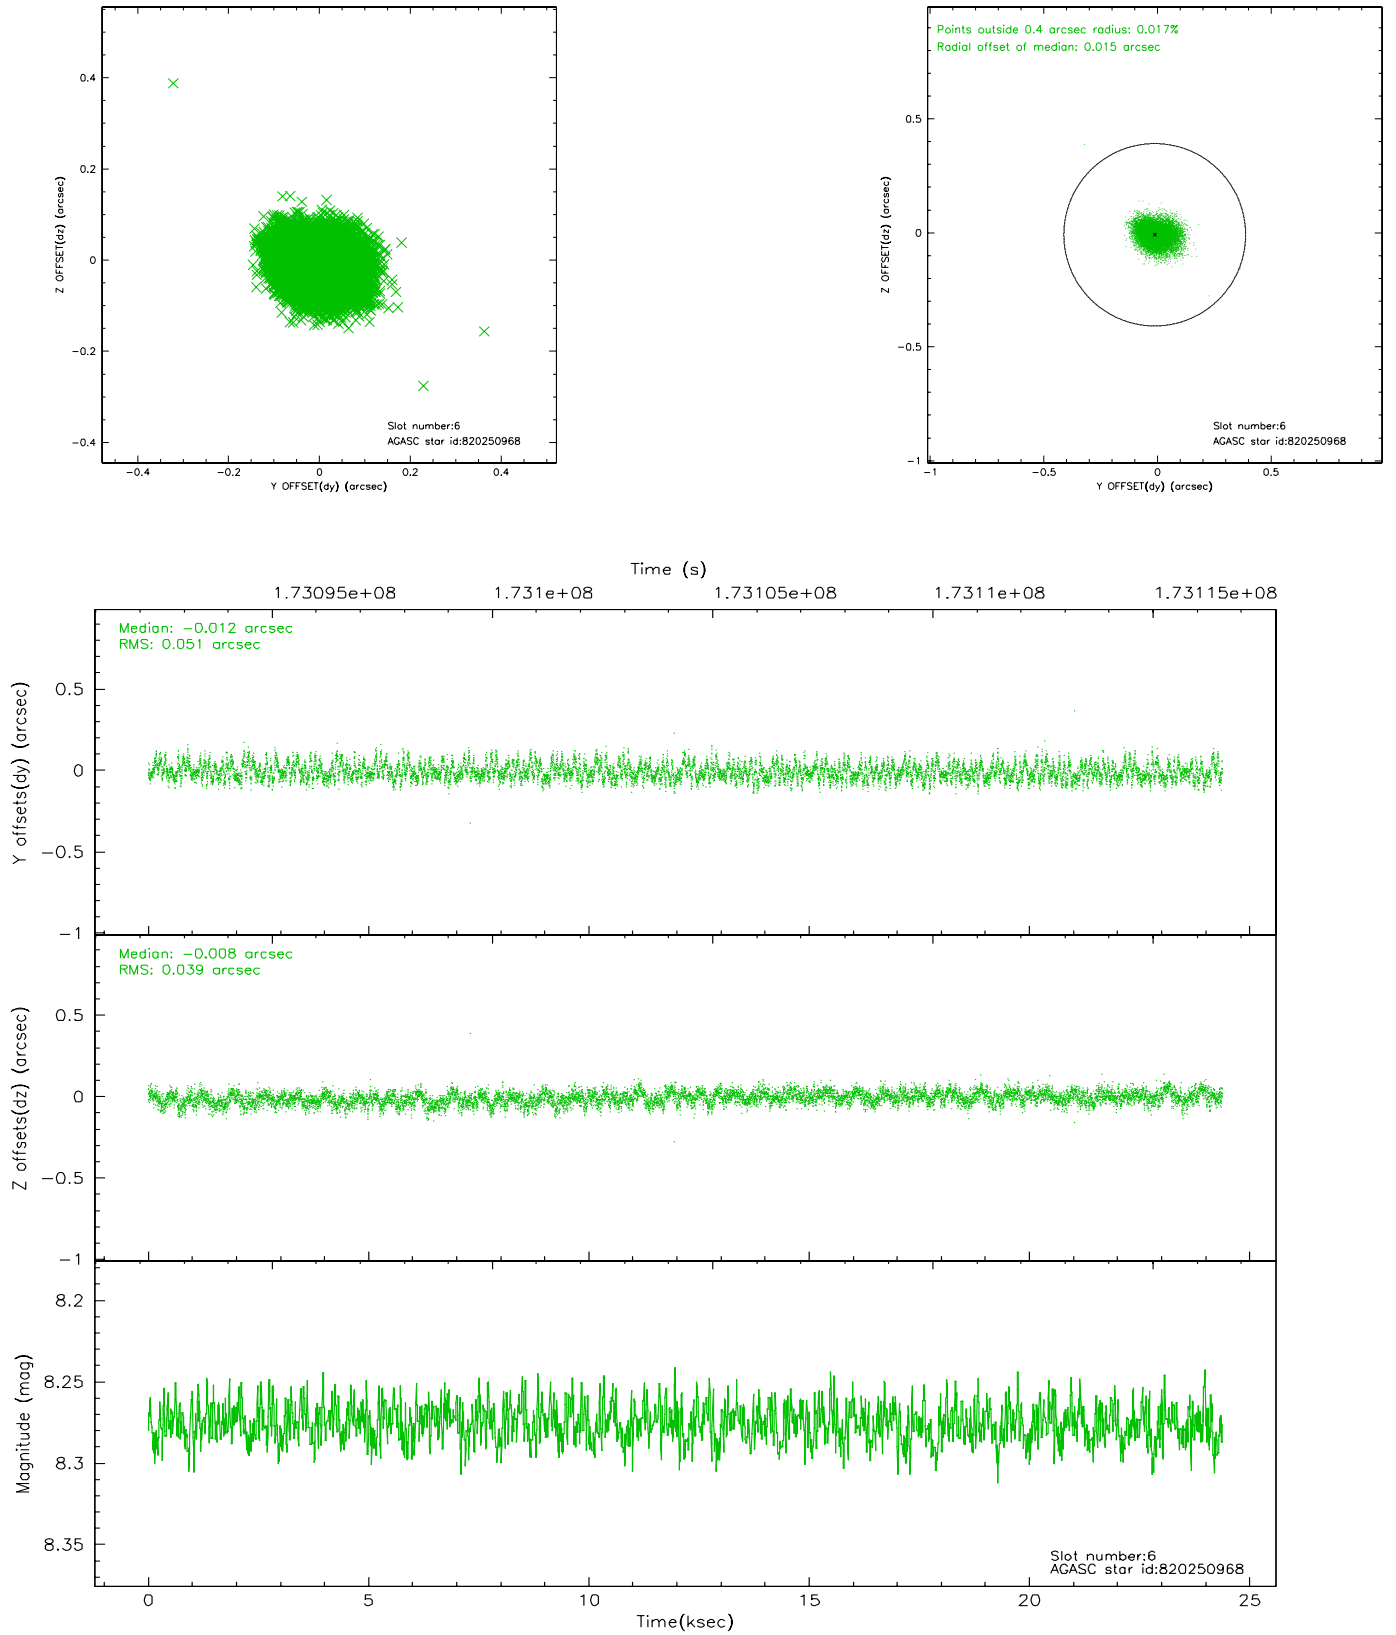 0.4
0.2
0
−0.2
−0.4
Z OFFSET(dz) (arcsec)
Slot number:6
AGASC star id:820250968
−0.4 −0.2 0 0.2 0.4
Y OFFSET(dy) (arcsec)
Points outside 0.4 arcsec radius: 0.017%
Radial offset of median: 0.015 arcsec
0.5
0
−0.5
−1
Z OFFSET(dz) (arcsec)
Slot number:6
AGASC star id:820250968
−1 −0.5 0 0.5
Y OFFSET(dy) (arcsec)
Time (s)
1.73095e+08 1.731e+08 1.73105e+08 1.7311e+08 1.73115e+08
Median: −0.012 arcsec
RMS: 0.051 arcsec
0.5
0
−0.5
−1
Y offsets(dy) (arcsec)
Median: −0.008 arcsec
RMS: 0.039 arcsec
0.5
0
−0.5
−1
Z offsets(dz) (arcsec)
8.2
8.25
8.3
8.35
Magnitude (mag)
Slot number:6
AGASC star id:820250968
0 5 10 15 20 25
Time(ksec)